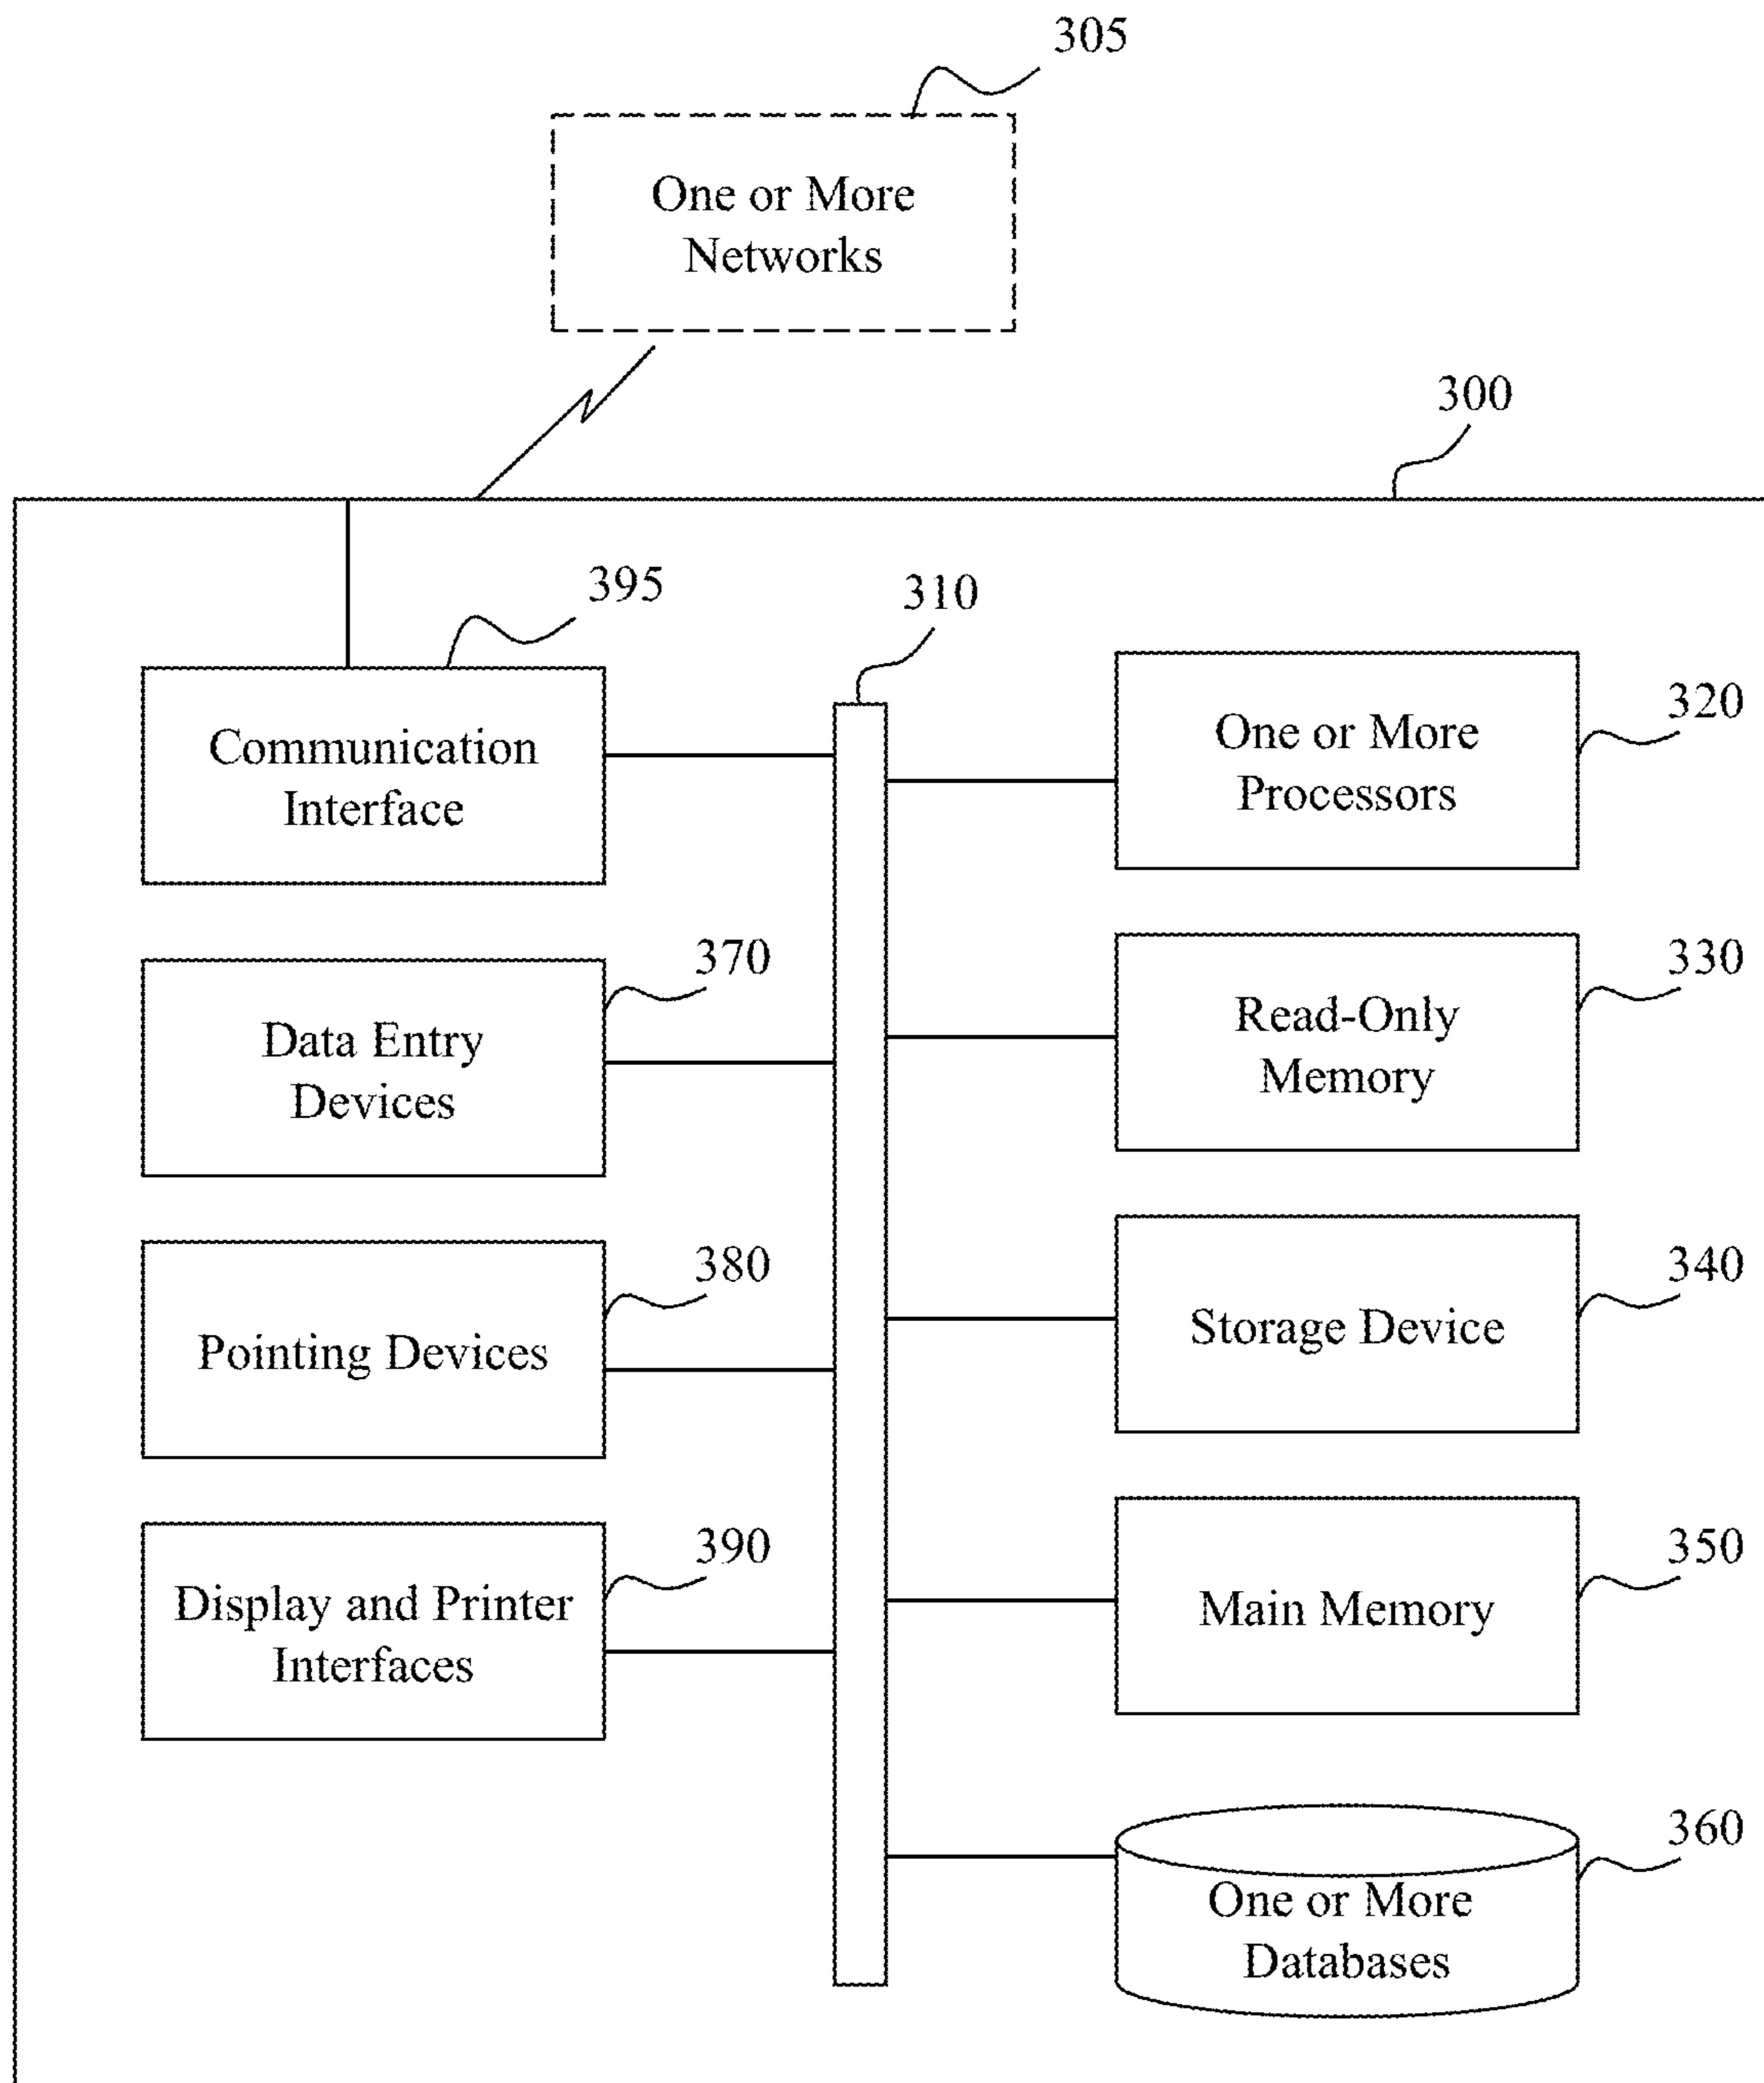 305
One or More
Networks
300
395
310
Communication
Interface
One or More
Processors
320
370
Data Entry
Devices
330
Read-Only
Memory
380
Pointing Devices
340
Storage Device
390
Display and Printer
Interfaces
350
Main Memory
360
One or More
Databases